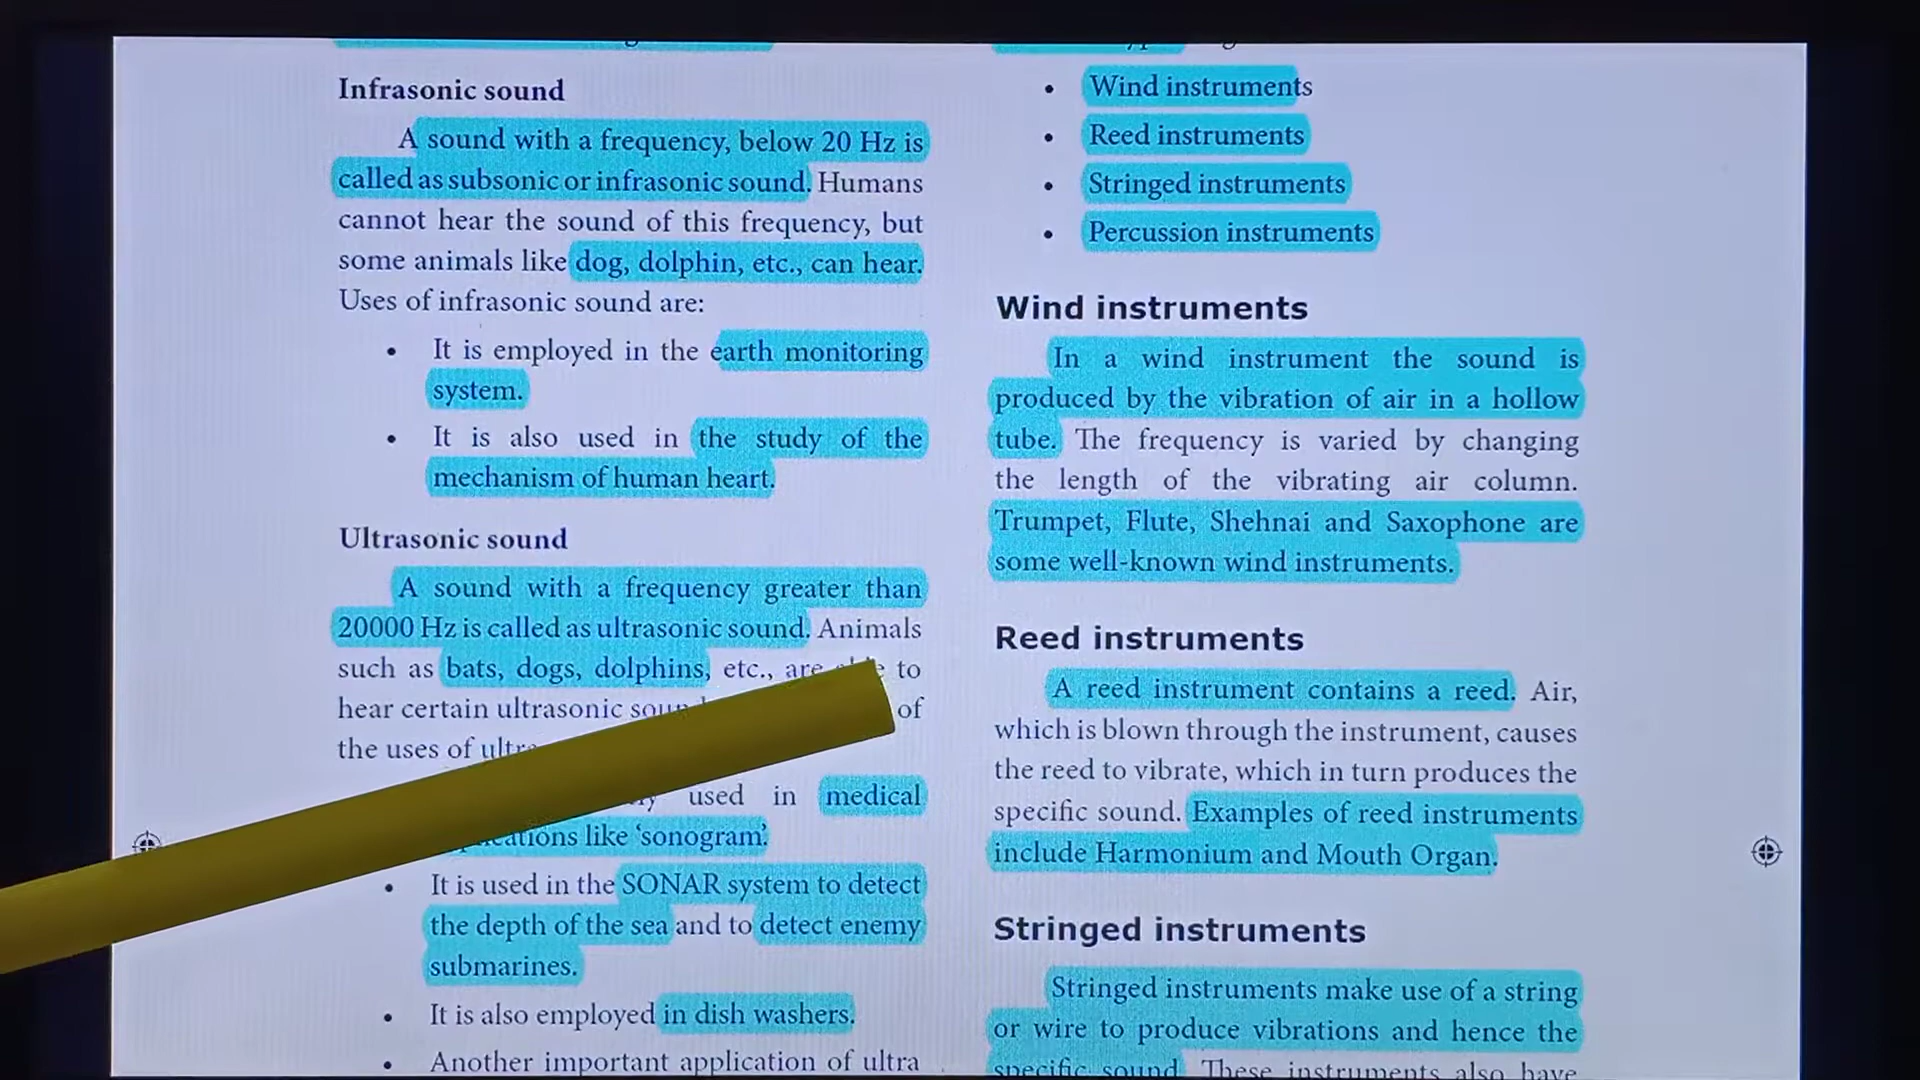 Infrasonic sound
A sound with a frequency, below 20 Hz is
called as subsonic or infrasonic sound. Humans
cannot hear the sound of this frequency, but
some animals like dog, dolphin, etc., can hear.
Uses of infrasonic sound are:
• It is employed in the earth monitoring
system.
• It is also used in the study of the
mechanism of human heart.
Ultrasonic sound
A sound with a frequency greater than
20000 Hz is called as ultrasonic sound. Animals
such as bats, dogs, dolphins, etc., are to
hear certain ultrasonic of
the uses of
used in medical
like ‘sonogram’.
• It is used in the SONAR system to detect
the depth of the sea and to detect enemy
submarines.
• It is also employed in dish washers.
• Another important application of ultra
• Wind instruments
• Reed instruments
• Stringed instruments
• Percussion instruments
Wind instruments
In a wind instrument the sound is
produced by the vibration of air in a hollow
tube. The frequency is varied by changing
the length of the vibrating air column.
Trumpet, Flute, Shehnai and Saxophone are
some well-known wind instruments.
Reed instruments
A reed instrument contains a reed. Air,
which is blown through the instrument, causes
the reed to vibrate, which in turn produces the
specific sound. Examples of reed instruments
include Harmonium and Mouth Organ.
Stringed instruments
Stringed instruments make use of a string
or wire to produce vibrations and hence the
specific sound. These instruments also have